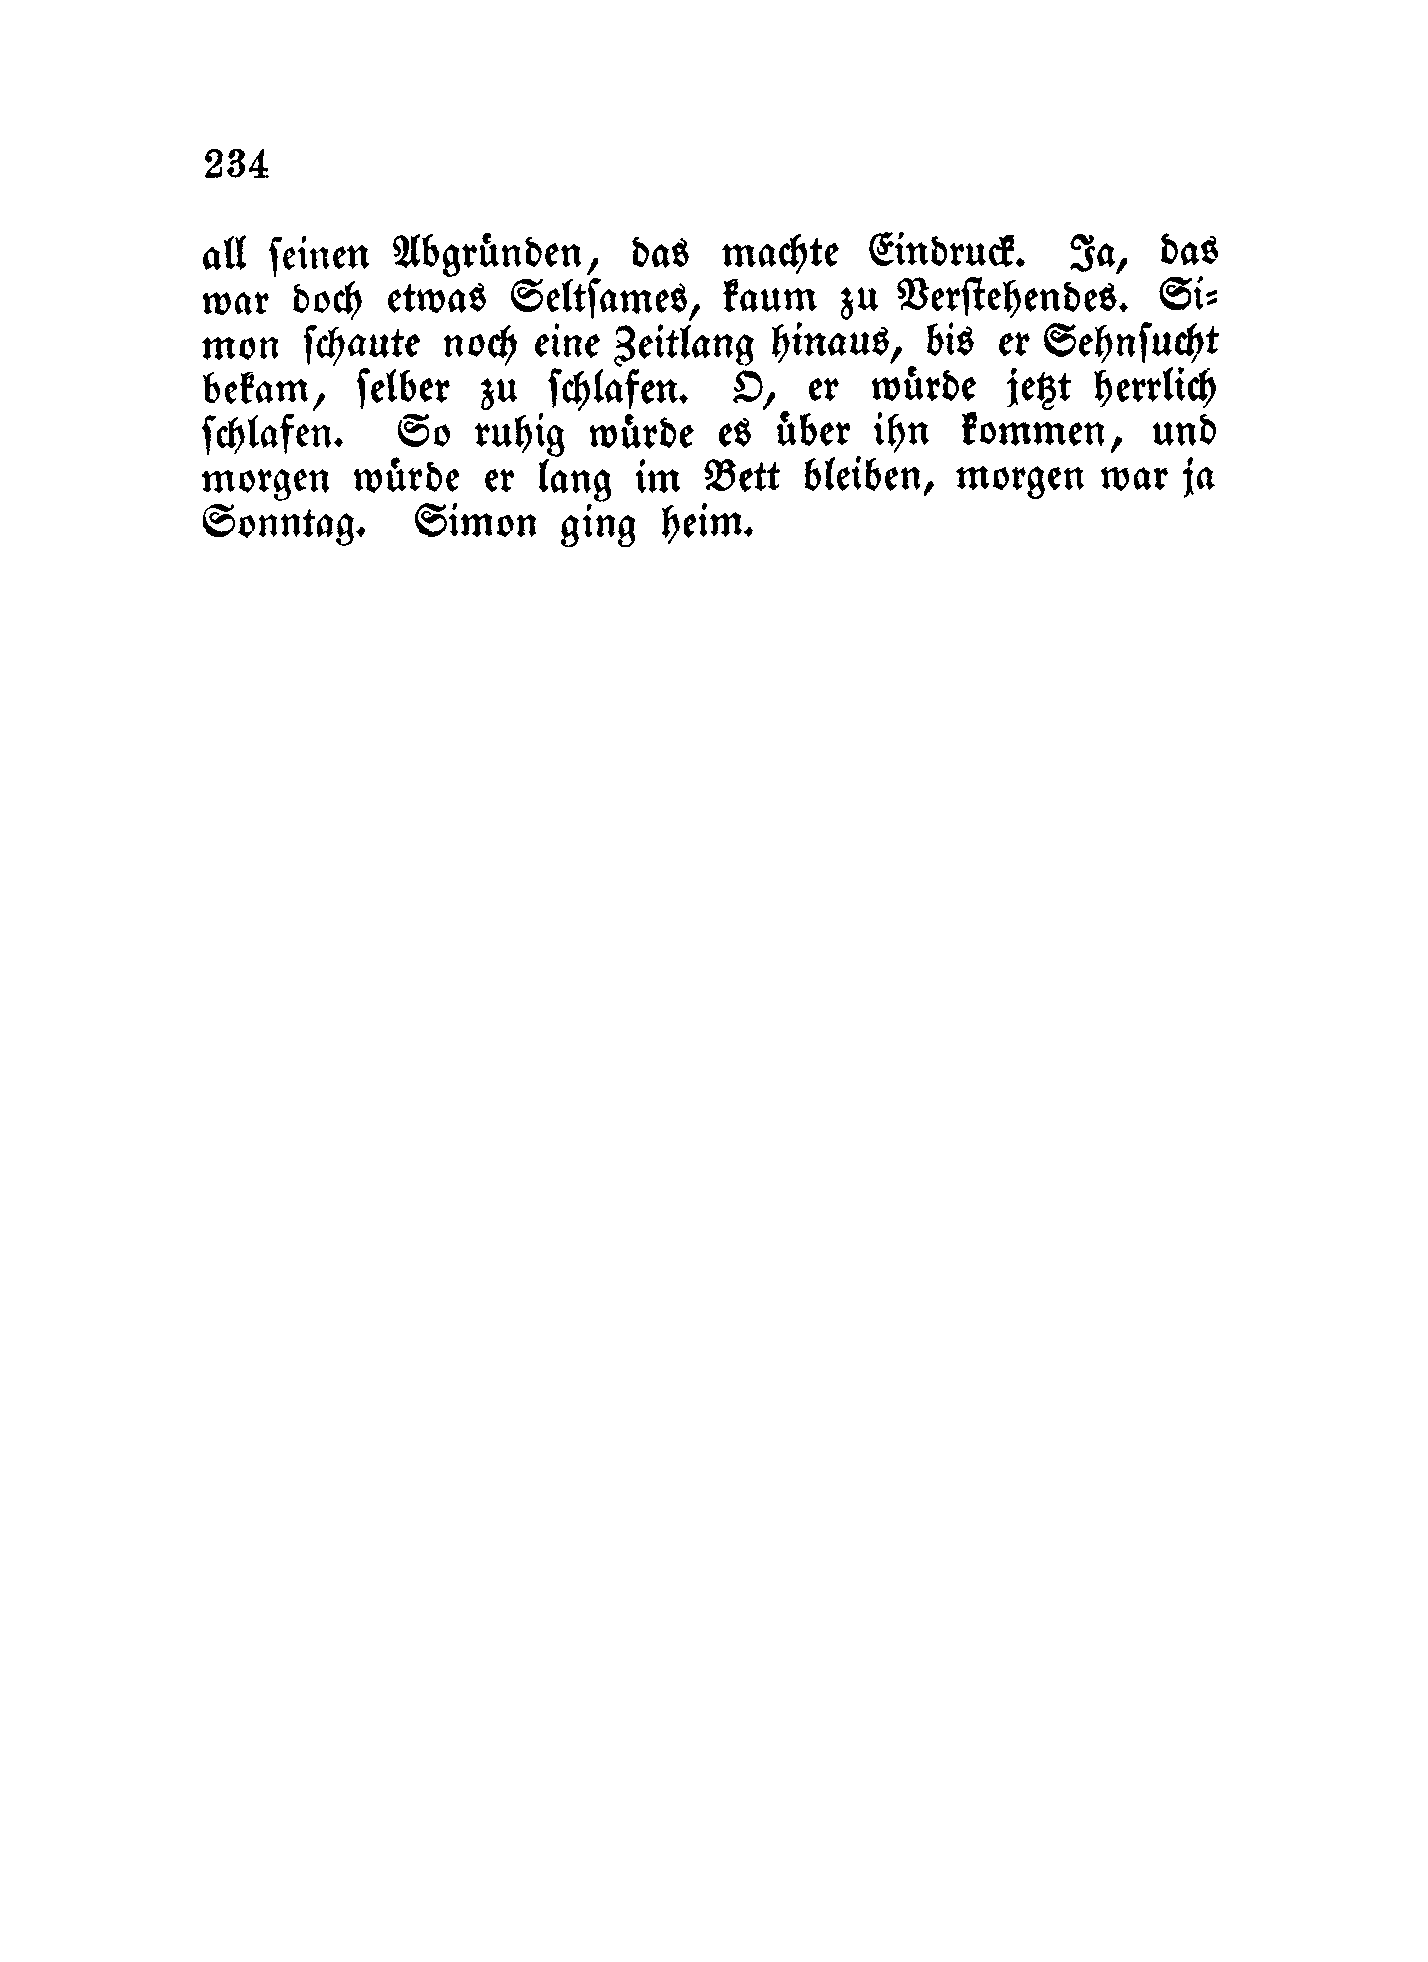 234
all ſeinen Abgründen, das machte Eindruck. Ja, das
war doch etwas Seltſames, kaum zu Verſtehendes. Si⸗
mon ſchaute noch eine Zeitlang hinaus, bis er Sehnſucht
bekam, ſelber zu ſchlafen. O, er würde jetzt herrlich
ſchlafen. So ruhig würde es über ihn kommen, und
morgen würde er lang im Bett bleiben, morgen war ja
Sonntag. Simon ging heim.